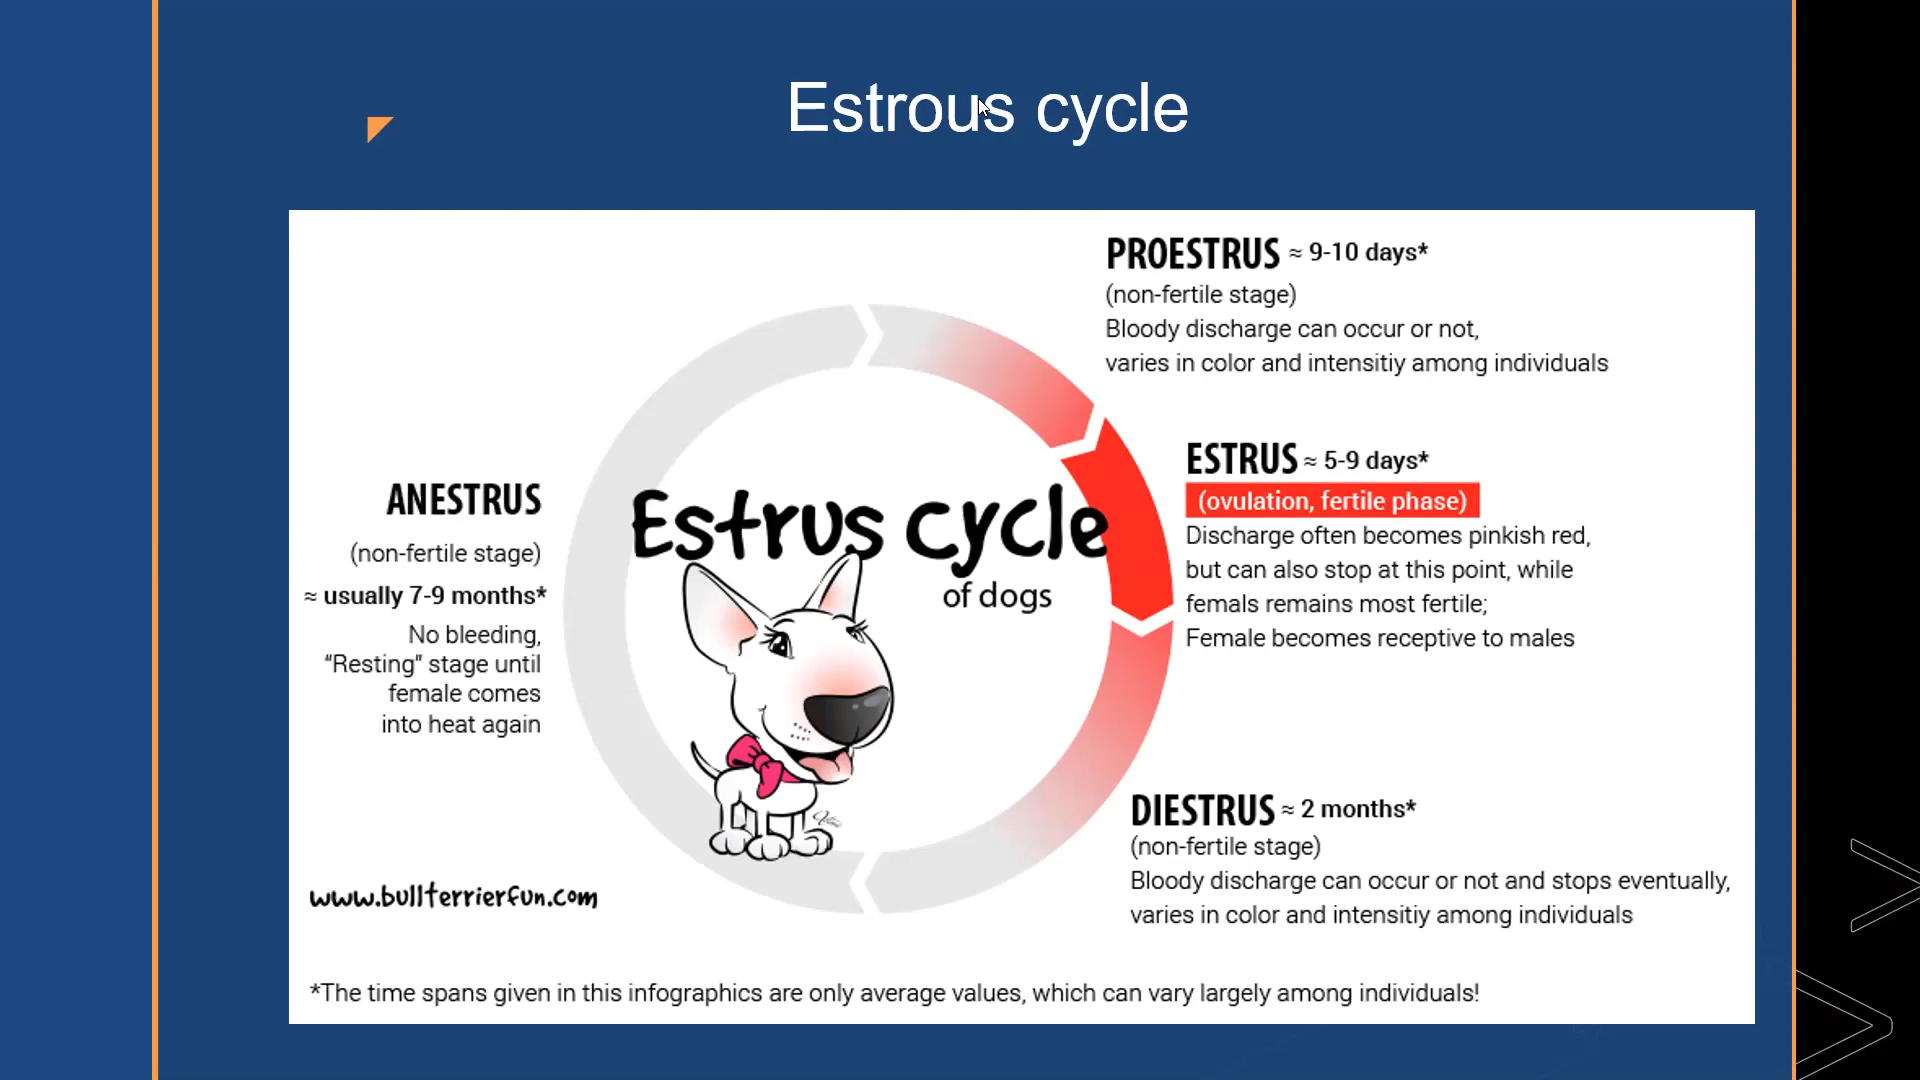 Estrous cycle
PROESTRUS ≈ 9-10 days*
(non-fertile stage)
Bloody discharge can occur or not,
varies in color and intensitiy among individuals
ESTRUS ≈ 5-9 days*
(ovulation, fertile phase)
Discharge often becomes pinkish red,
but can also stop at this point, while
femals remains most fertile;
Female becomes receptive to males
DIESTRUS ≈ 2 months*
(non-fertile stage)
Bloody discharge can occur or not and stops eventually,
varies in color and intensitiy among individuals
ANESTRUS
(non-fertile stage)
≈ usually 7-9 months*
No bleeding,
“Resting” stage until
female comes
into heat again
Estrus cycle
of dogs
www.bullterrierfun.com
*The time spans given in this infographics are only average values, which can vary largely among individuals!